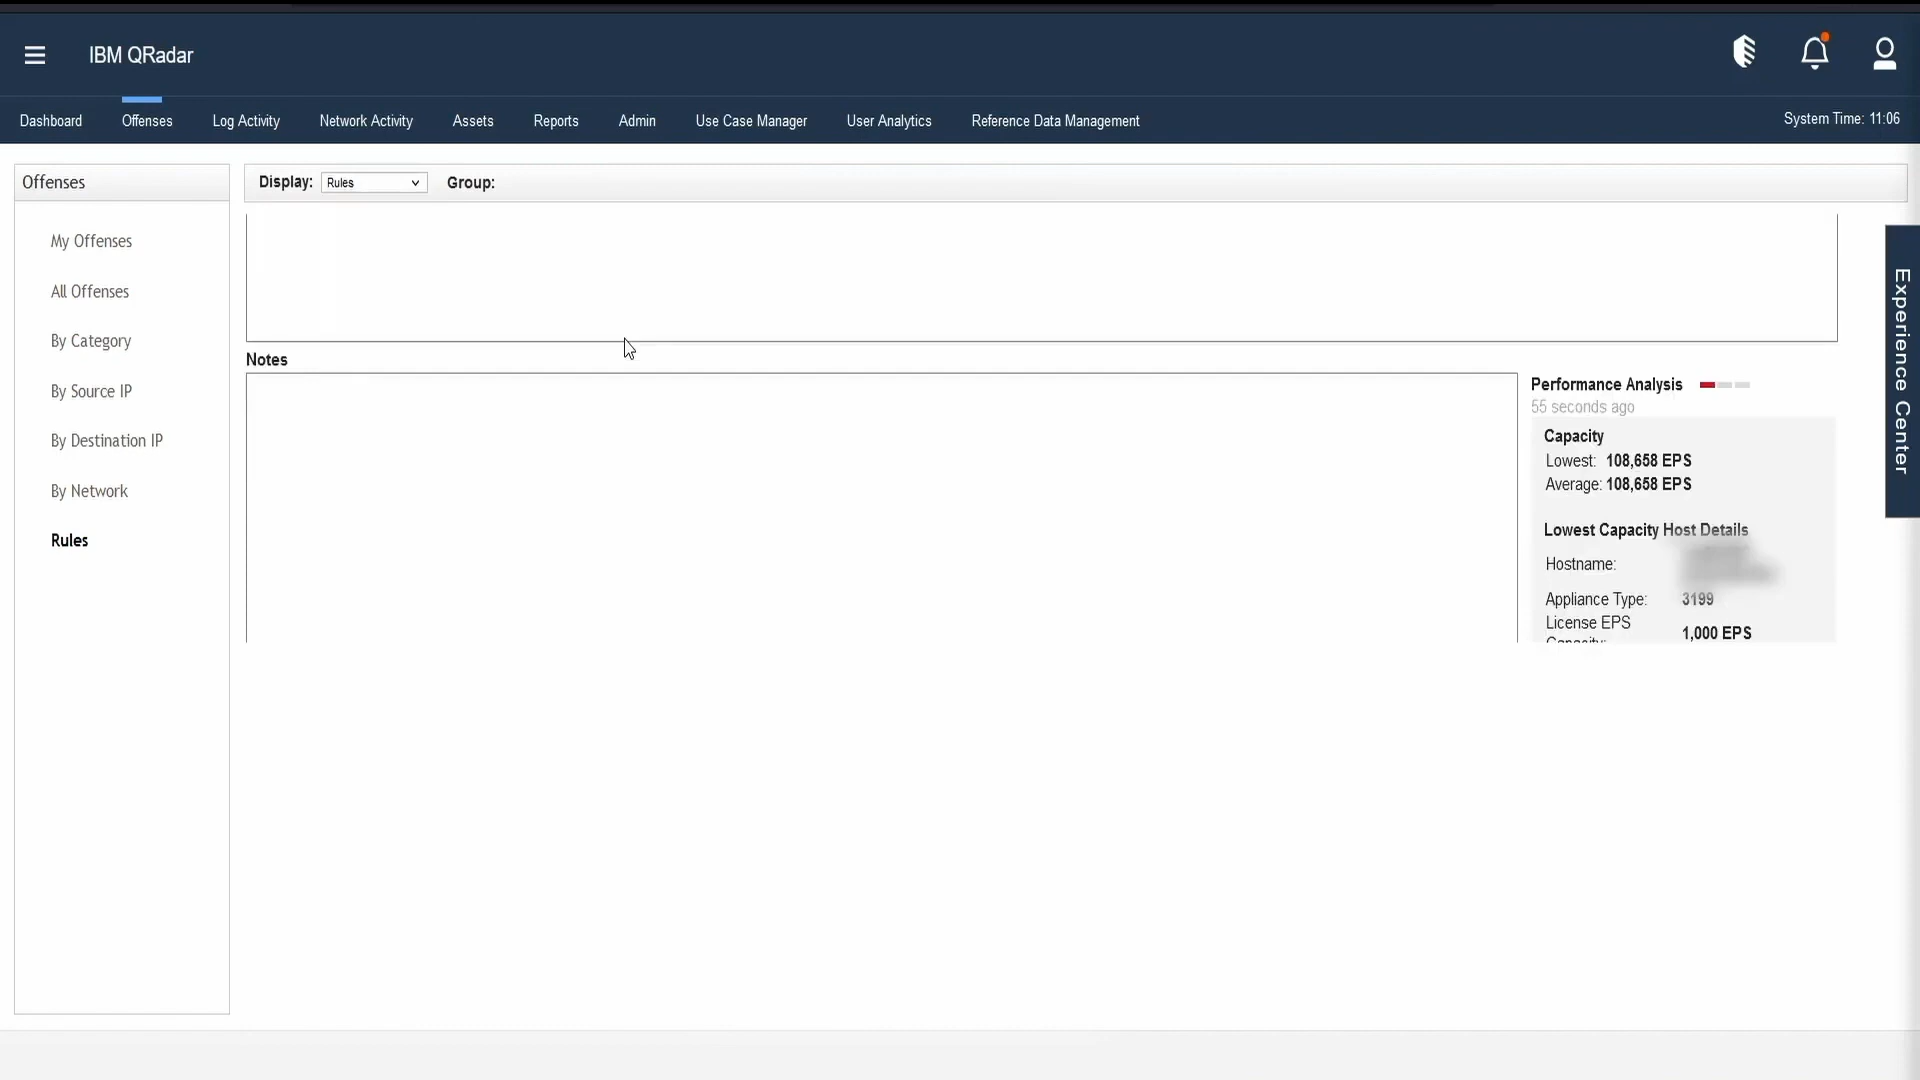 IBM QRadar
Dashboard Offenses Log Activity Network Activity Assets Reports Admin Use Case Manager User Analytics Reference Data Management System Time: 11:06
Offenses
My Offenses
All Offenses
By Category
By Source IP
By Destination IP
By Network
Rules
Display: Rules Group:
Notes
Performance Analysis
55 seconds ago
Capacity
Lowest: 108,658 EPS
Average: 108,658 EPS
Lowest Capacity Host Details
Hostname:
Appliance Type: 3199
License EPS
Capacity: 1,000 EPS
Experience Center